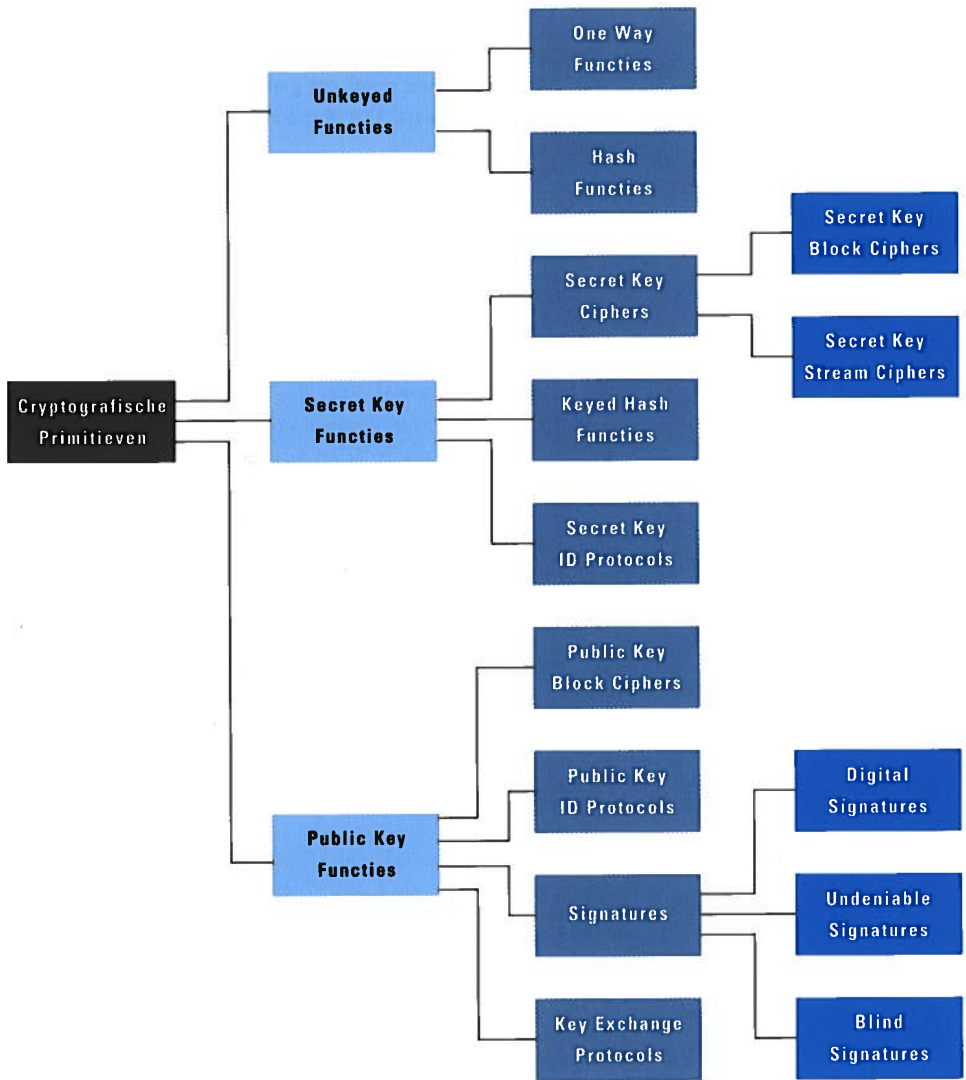 Cryptografische
Primitieven
Unkeyed
Functies
One Way
Functies
Hash
Functies
Secret Key
Functies
Secret Key
Ciphers
Secret Key
Block Ciphers
Secret Key
Stream Ciphers
Keyed Hash
Functies
Secret Key
ID Protocols
Public Key
Functies
Public Key
Block Ciphers
Public Key
ID Protocols
Signatures
Digital
Signatures
Undeniable
Signatures
Blind
Signatures
Key Exchange
Protocols